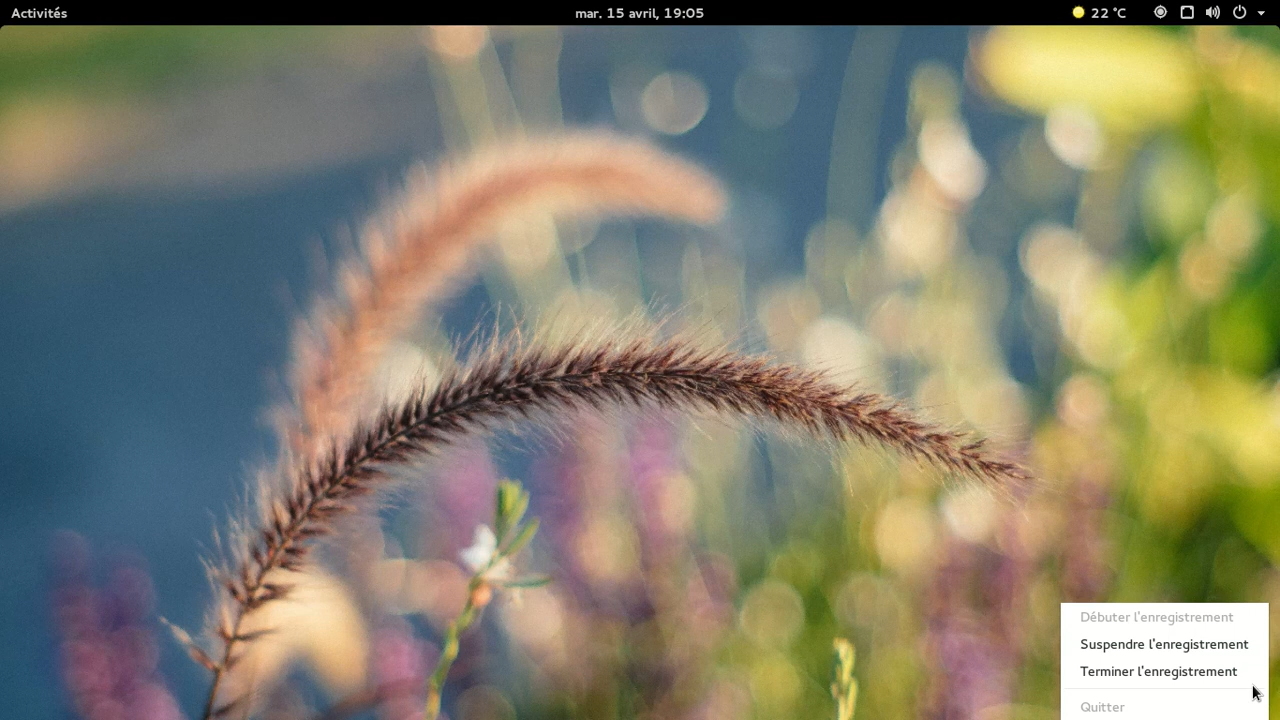 Activités
mar. 15 avril, 19:05
22 °C
Débuter l'enregistrement
Suspendre l'enregistrement
Terminer l'enregistrement
Quitter